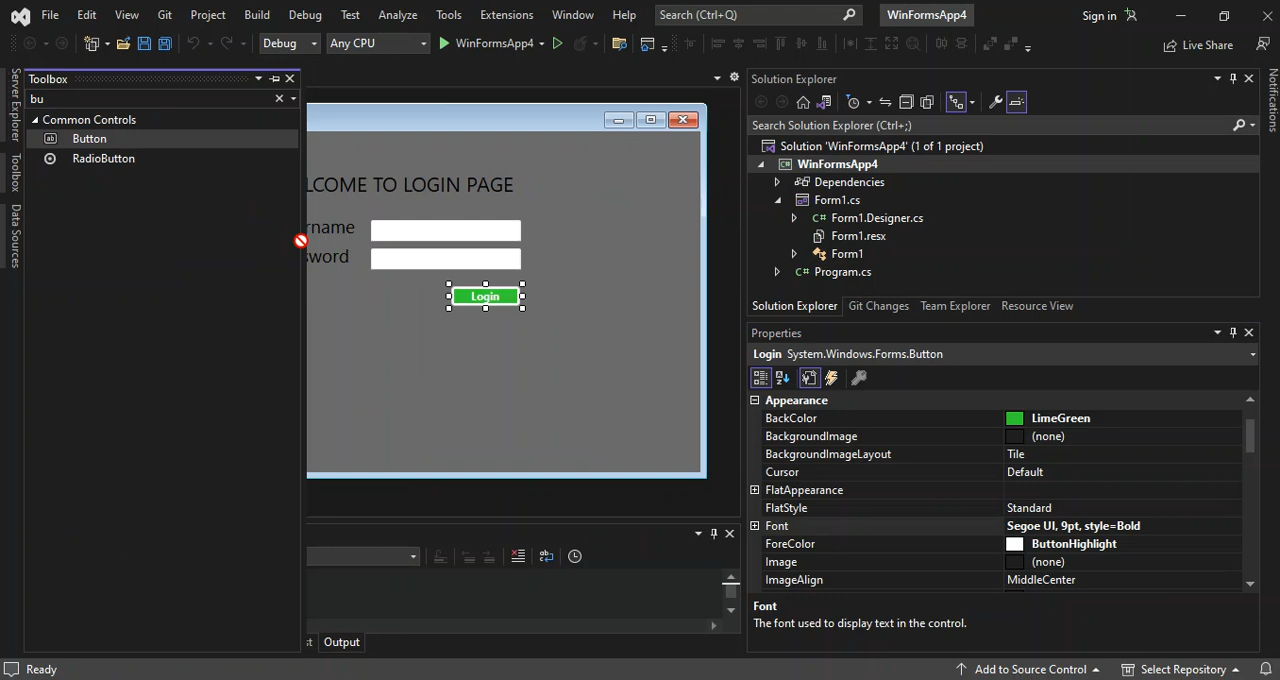 File Edit View Git Project Build Debug Test Analyze Tools Extensions Window Help Search (Ctrl+Q) WinFormsApp4 Sign in
Debug Any CPU WinFormsApp4 Live Share
Server Explorer
Toolbox
Data Sources
Toolbox
bu
Common Controls
Button
RadioButton
LCOME TO LOGIN PAGE
rname
sword
Login
st Output
Solution Explorer
Search Solution Explorer (Ctrl+;)
Solution 'WinFormsApp4' (1 of 1 project)
WinFormsApp4
Dependencies
Form1.cs
Form1.Designer.cs
Form1.resx
Form1
Program.cs
Solution Explorer Git Changes Team Explorer Resource View
Properties
Login System.Windows.Forms.Button
Appearance
BackColor LimeGreen
BackgroundImage (none)
BackgroundImageLayout Tile
Cursor Default
FlatAppearance
FlatStyle Standard
Font Segoe UI, 9pt, style=Bold
ForeColor ButtonHighlight
Image (none)
ImageAlign MiddleCenter
Font
The font used to display text in the control.
Notifications
Ready Add to Source Control Select Repository